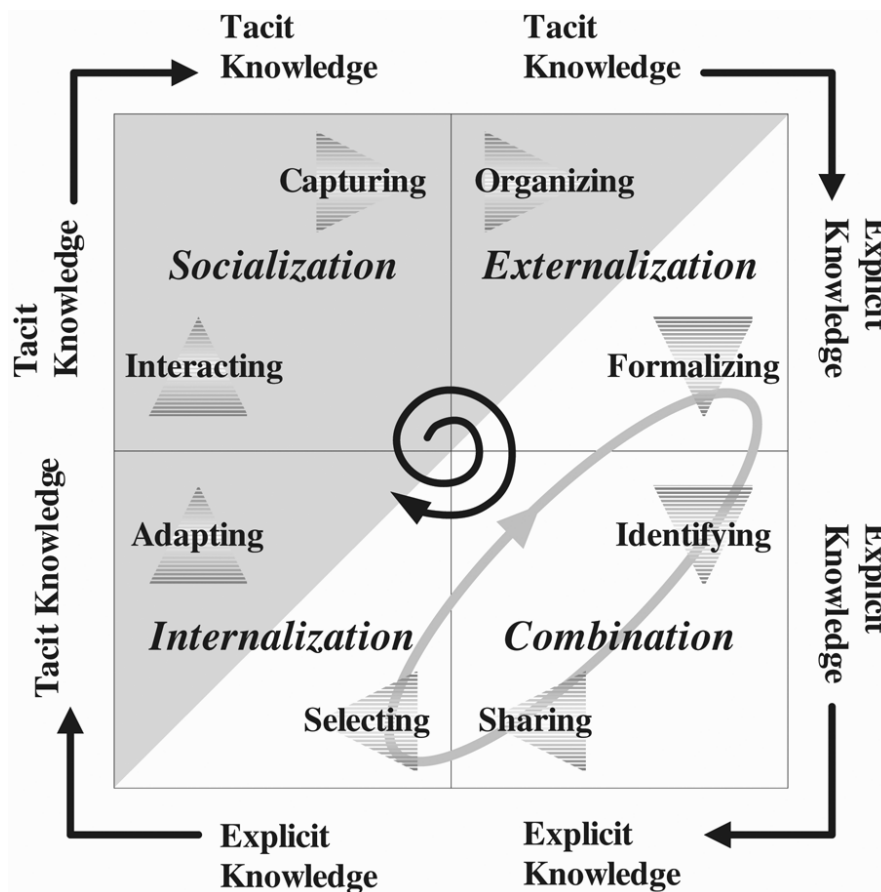 Tacit
Knowledge
Tacit
Knowledge
Capturing
Organizing
Socialization
Externalization
Tacit
Knowledge
Explicit
Knowledge
Interacting
Formalizing
Adapting
Identifying
Tacit Knowledge
Explicit
Knowledge
Internalization
Combination
Selecting
Sharing
Explicit
Knowledge
Explicit
Knowledge